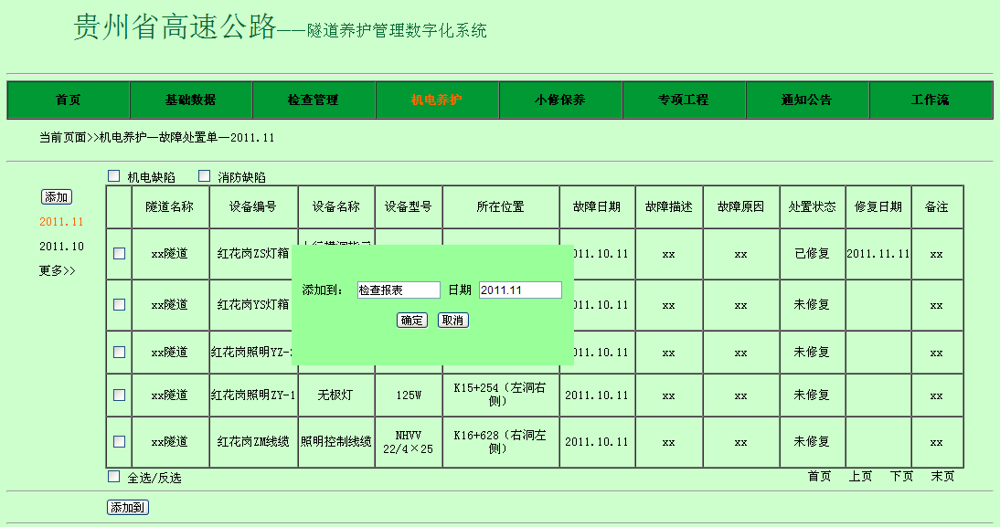 贵州省高速公路——隧道养护管理数字化系统
首页 基础数据 检查管理 机电养护 小修保养 专项工程 通知公告 工作流
当前页面>>机电养护—故障处置单—2011.11
机电缺陷 消防缺陷
添加
2011.11
2011.10
更多>>
隧道名称 设备编号 设备名称 设备型号 所在位置 故障日期 故障描述 故障原因 处置状态 修复日期 备注
xx隧道 红花岗ZS灯箱 011.10.11 xx xx 已修复 2011.11.11 xx
xx隧道 红花岗YS灯箱 011.10.11 xx xx 未修复 xx
xx隧道 红花岗照明YZ- 011.10.11 xx xx 未修复 xx
添加到： 检查报表 日期 2011.11
确定 取消
xx隧道 红花岗照明ZY-1 无极灯 125W K15+254（左洞右侧） 2011.10.11 xx xx 未修复 xx
xx隧道 红花岗ZM线缆 照明控制线缆 NHVV 22/4×25 K16+628（右洞左侧） 2011.10.11 xx xx 未修复 xx
全选/反选 首页 上页 下页 末页
添加到